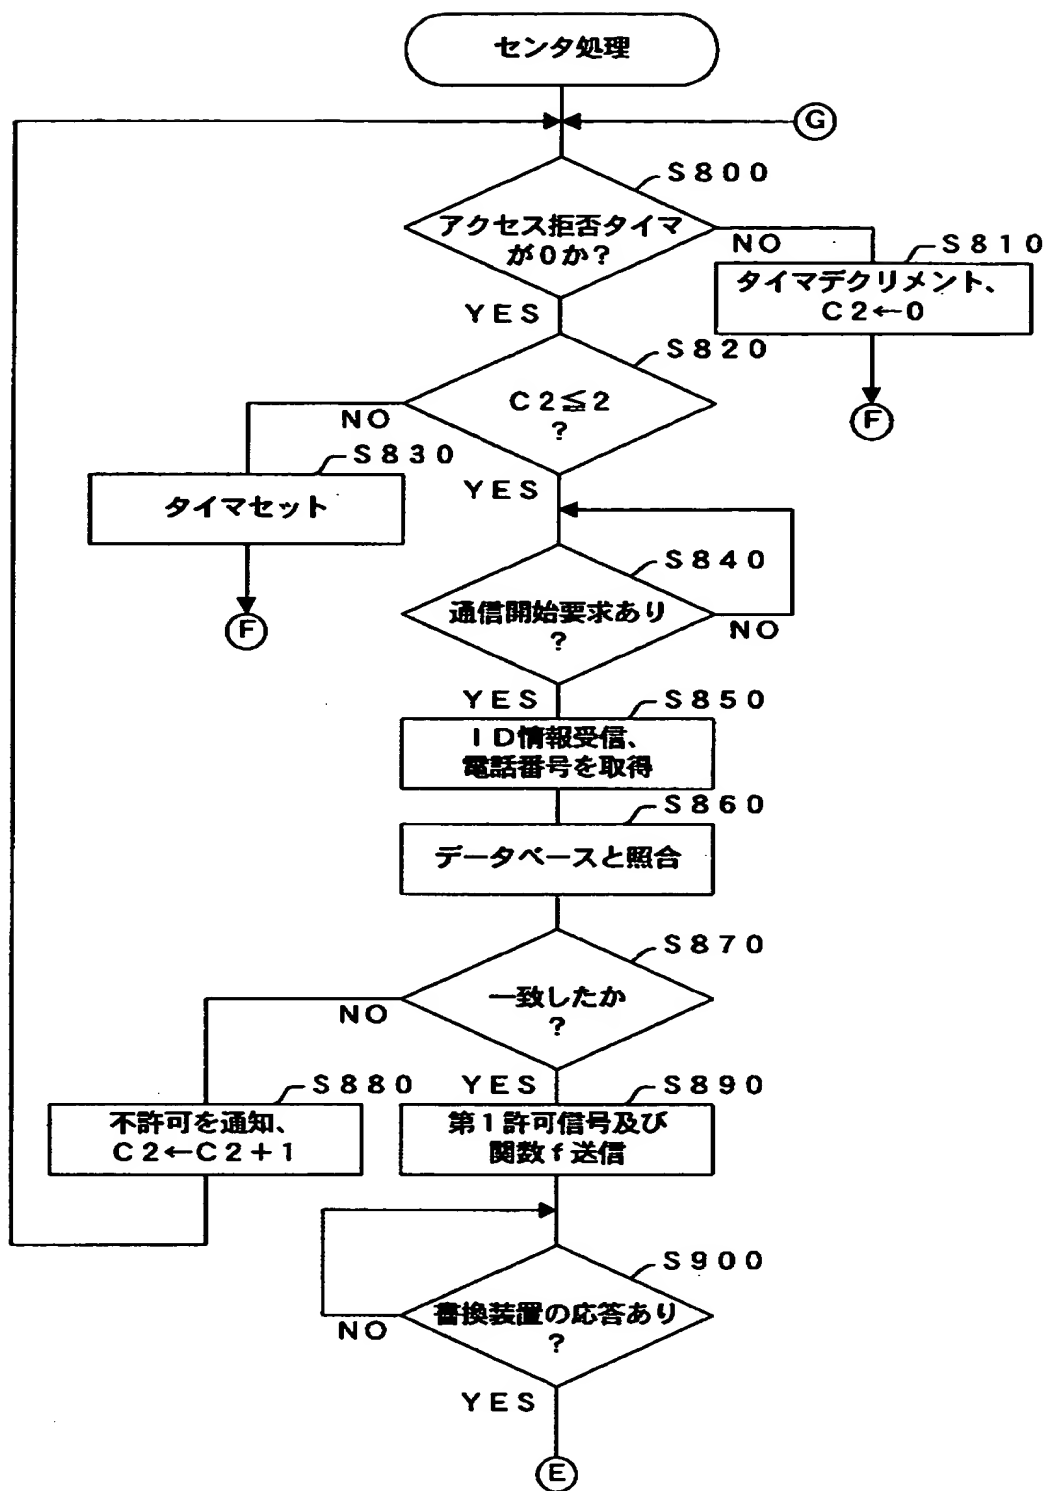 センタ処理
G
S800
アクセス拒否タイマ
が0か?
NO
S810
タイマデクリメント、
C2←0
YES
F
S820
C2≦2
?
NO
S830
タイマセット
F
YES
S840
通信開始要求あり
?
NO
YES
S850
ID情報受信、
電話番号を取得
S860
データベースと照合
S870
一致したか
?
NO
S880
不許可を通知、
C2←C2+1
YES
S890
第1許可信号及び
関数f送信
S900
書換装置の応答あり
?
NO
YES
E